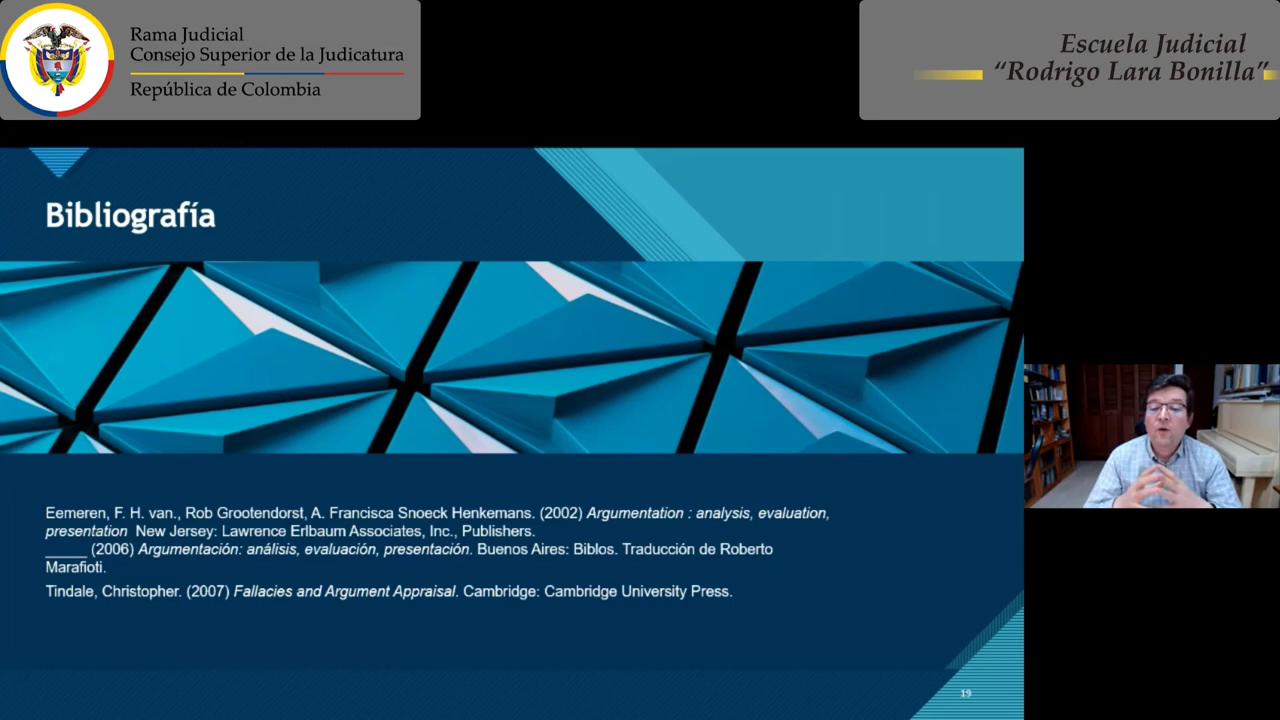 Rama Judicial
Consejo Superior de la Judicatura
República de Colombia
Escuela Judicial
“Rodrigo Lara Bonilla”
Bibliografía
Eemeren, F. H. van., Rob Grootendorst, A. Francisca Snoeck Henkemans. (2002) Argumentation : analysis, evaluation,
presentation New Jersey: Lawrence Erlbaum Associates, Inc., Publishers.
_____ (2006) Argumentación: análisis, evaluación, presentación. Buenos Aires: Biblos. Traducción de Roberto
Marafioti.
Tindale, Christopher. (2007) Fallacies and Argument Appraisal. Cambridge: Cambridge University Press.
19